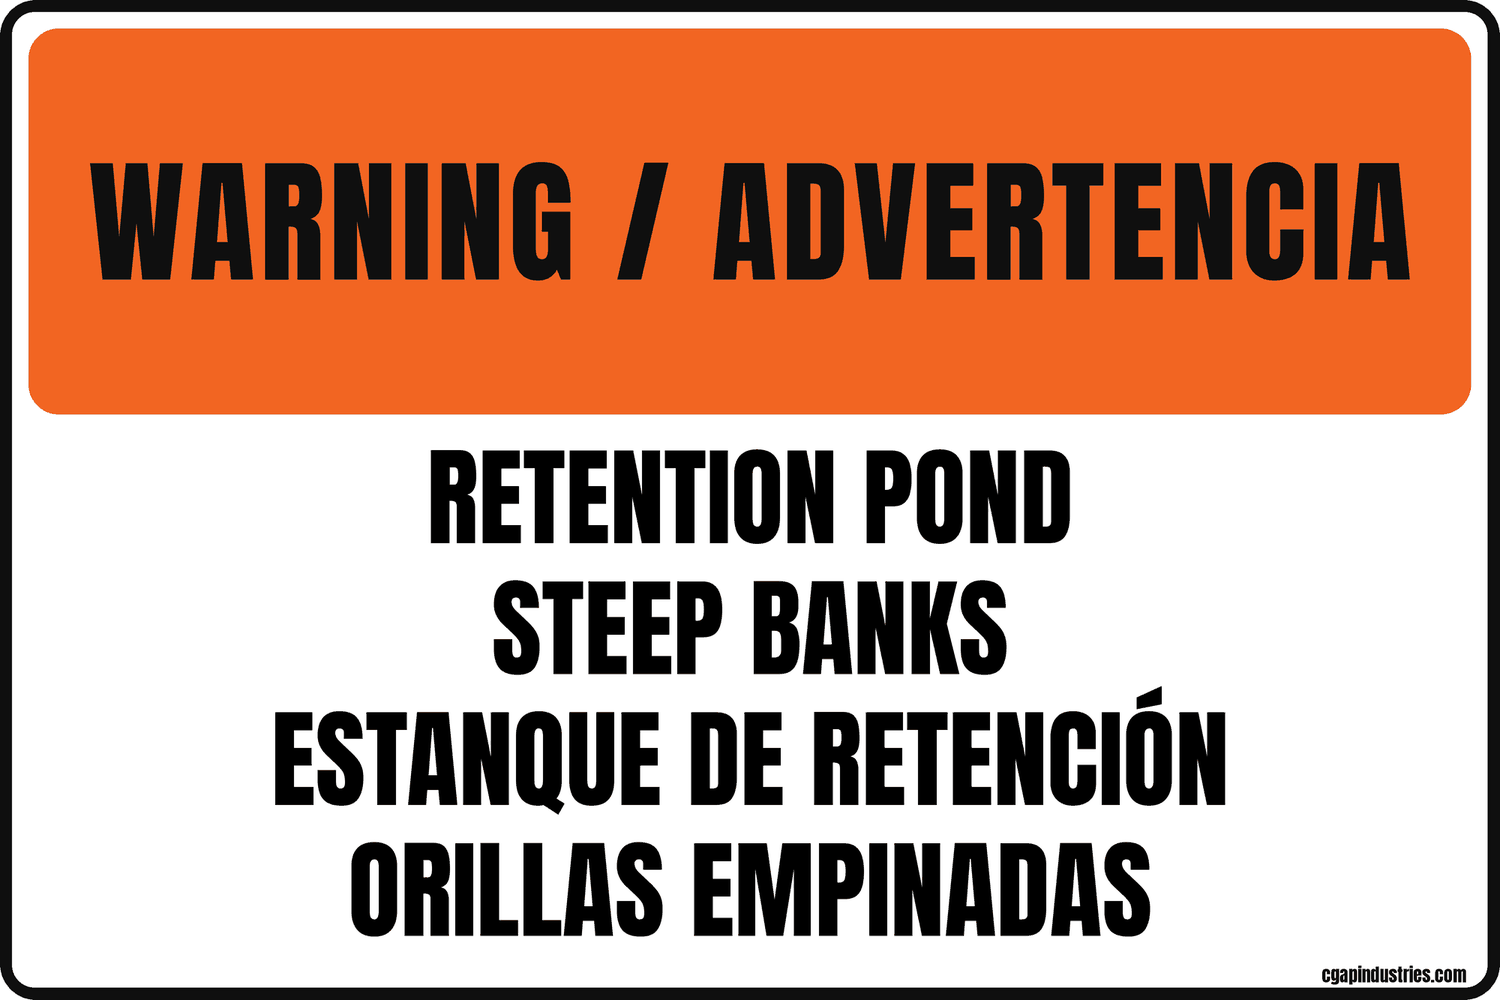 WARNING / ADVERTENCIA
RETENTION POND
STEEP BANKS
ESTANQUE DE RETENCIÓN
ORILLAS EMPINADAS
cgapindustries.com